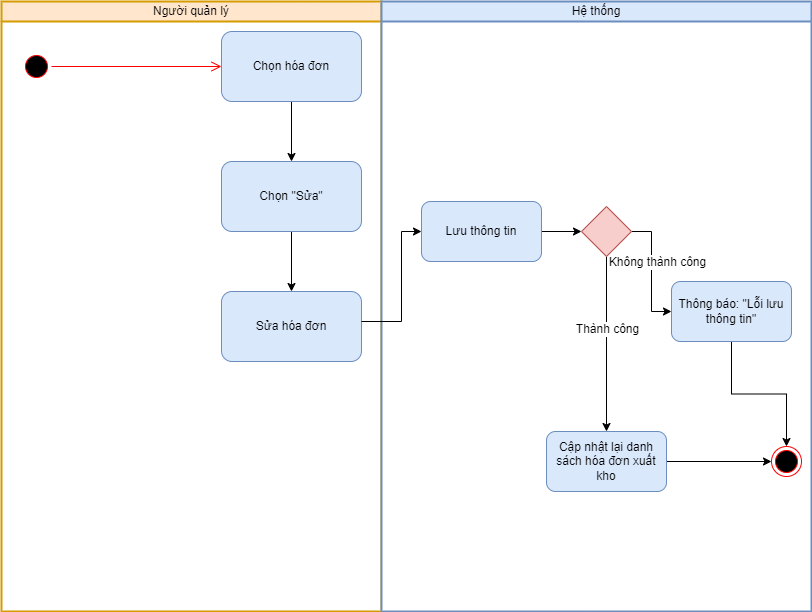 Người quản lý
Hệ thống
Chọn hóa đơn
Chọn "Sửa"
Sửa hóa đơn
Lưu thông tin
Không thành công
Thông báo: "Lỗi lưu
thông tin"
Thành công
Cập nhật lại danh
sách hóa đơn xuất
kho